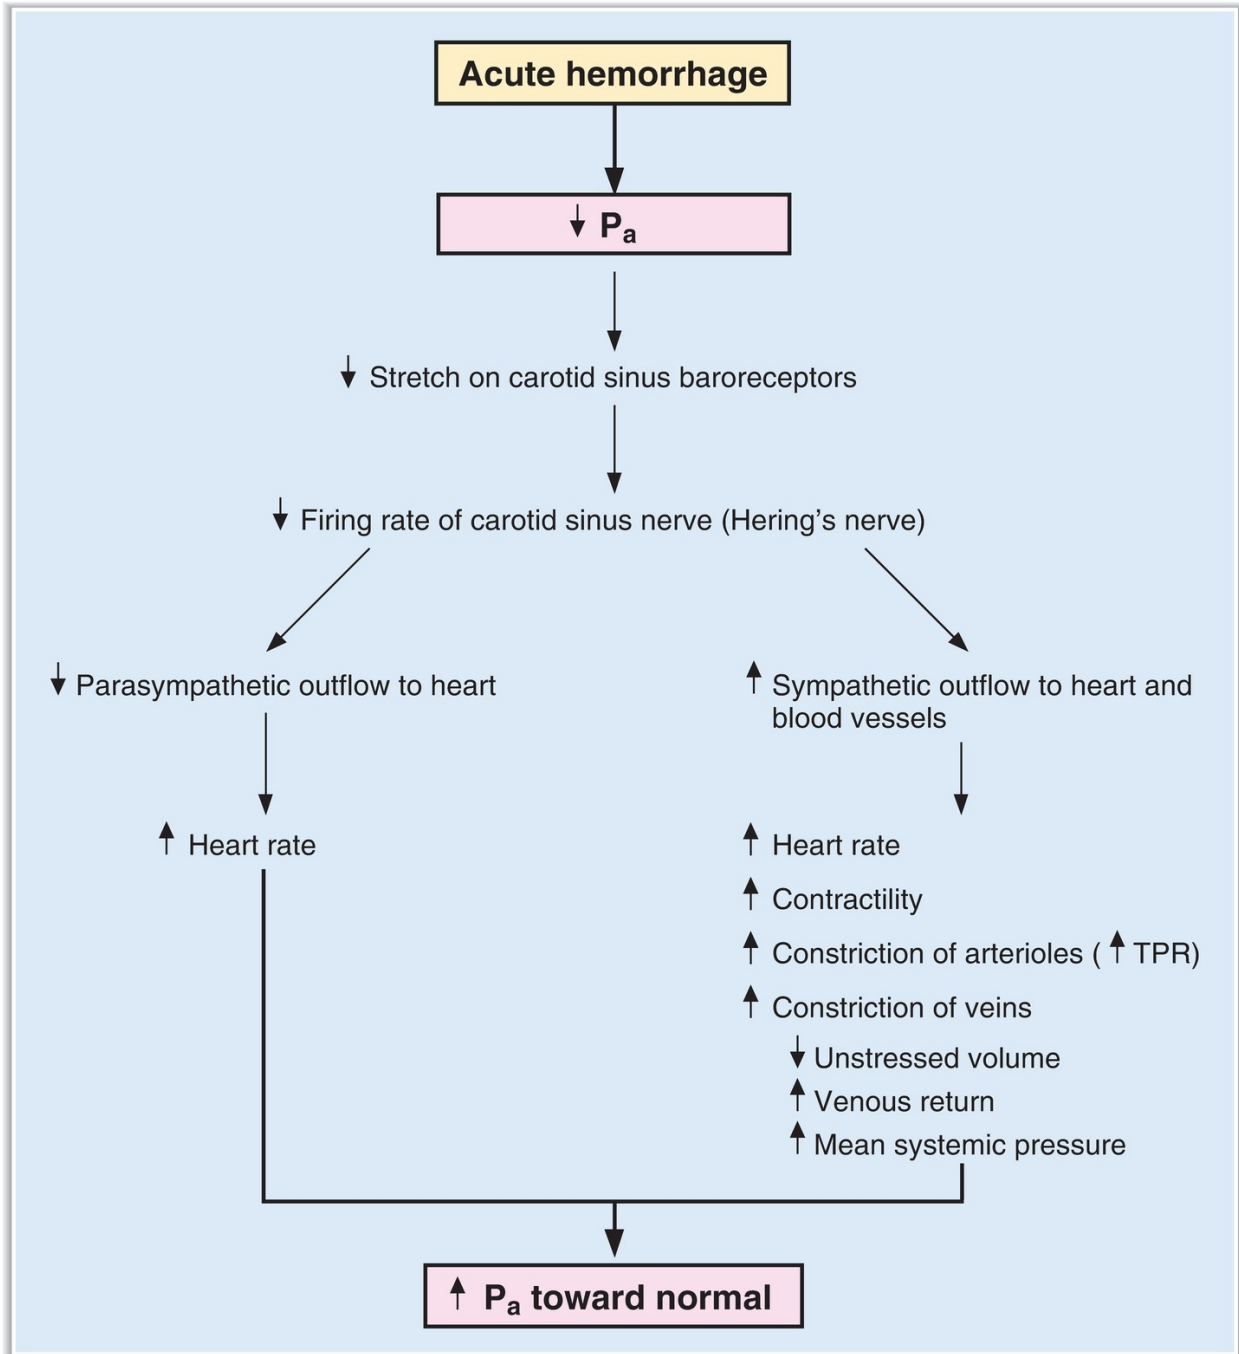 Acute hemorrhage
↓ Pₐ
↓ Stretch on carotid sinus baroreceptors
↓ Firing rate of carotid sinus nerve (Hering’s nerve)
↓ Parasympathetic outflow to heart
↑ Heart rate
↑ Sympathetic outflow to heart and
blood vessels
↑ Heart rate
↑ Contractility
↑ Constriction of arterioles (↑ TPR)
↑ Constriction of veins
↓ Unstressed volume
↑ Venous return
↑ Mean systemic pressure
↑ Pₐ toward normal